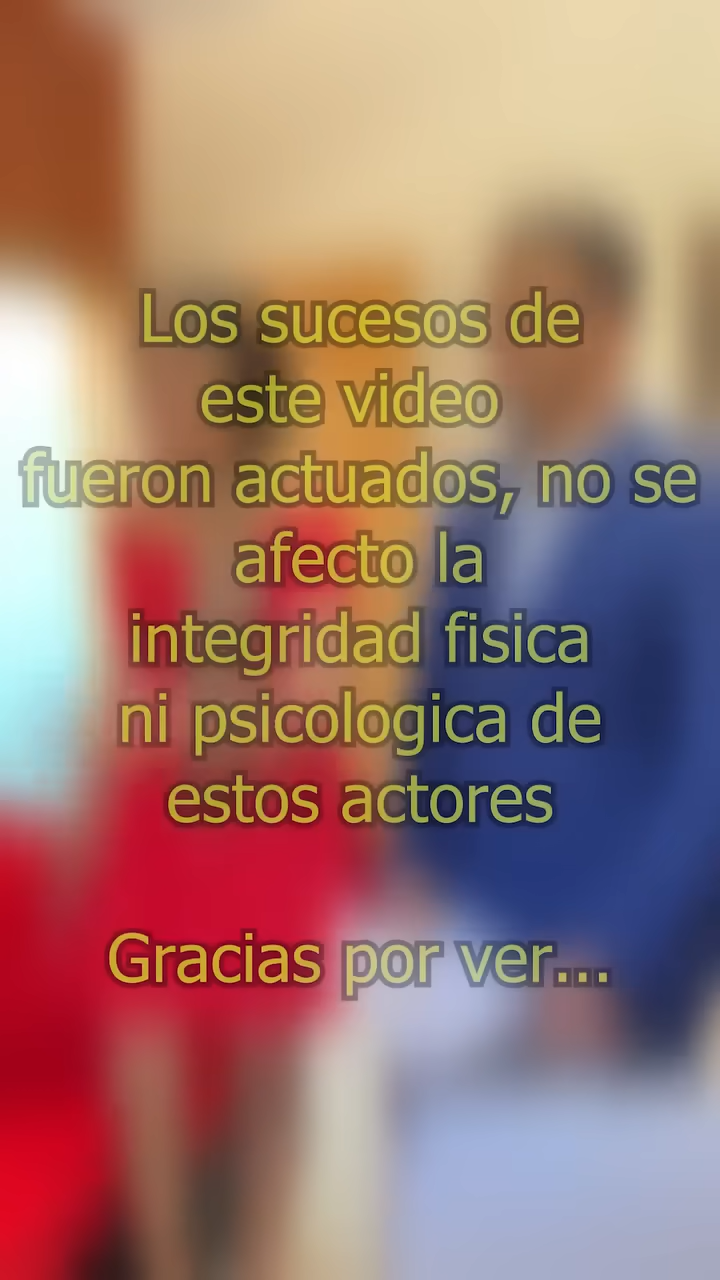 Los sucesos de
este video
fueron actuados, no se
afecto la
integridad fisica
ni psicologica de
estos actores
Gracias por ver...